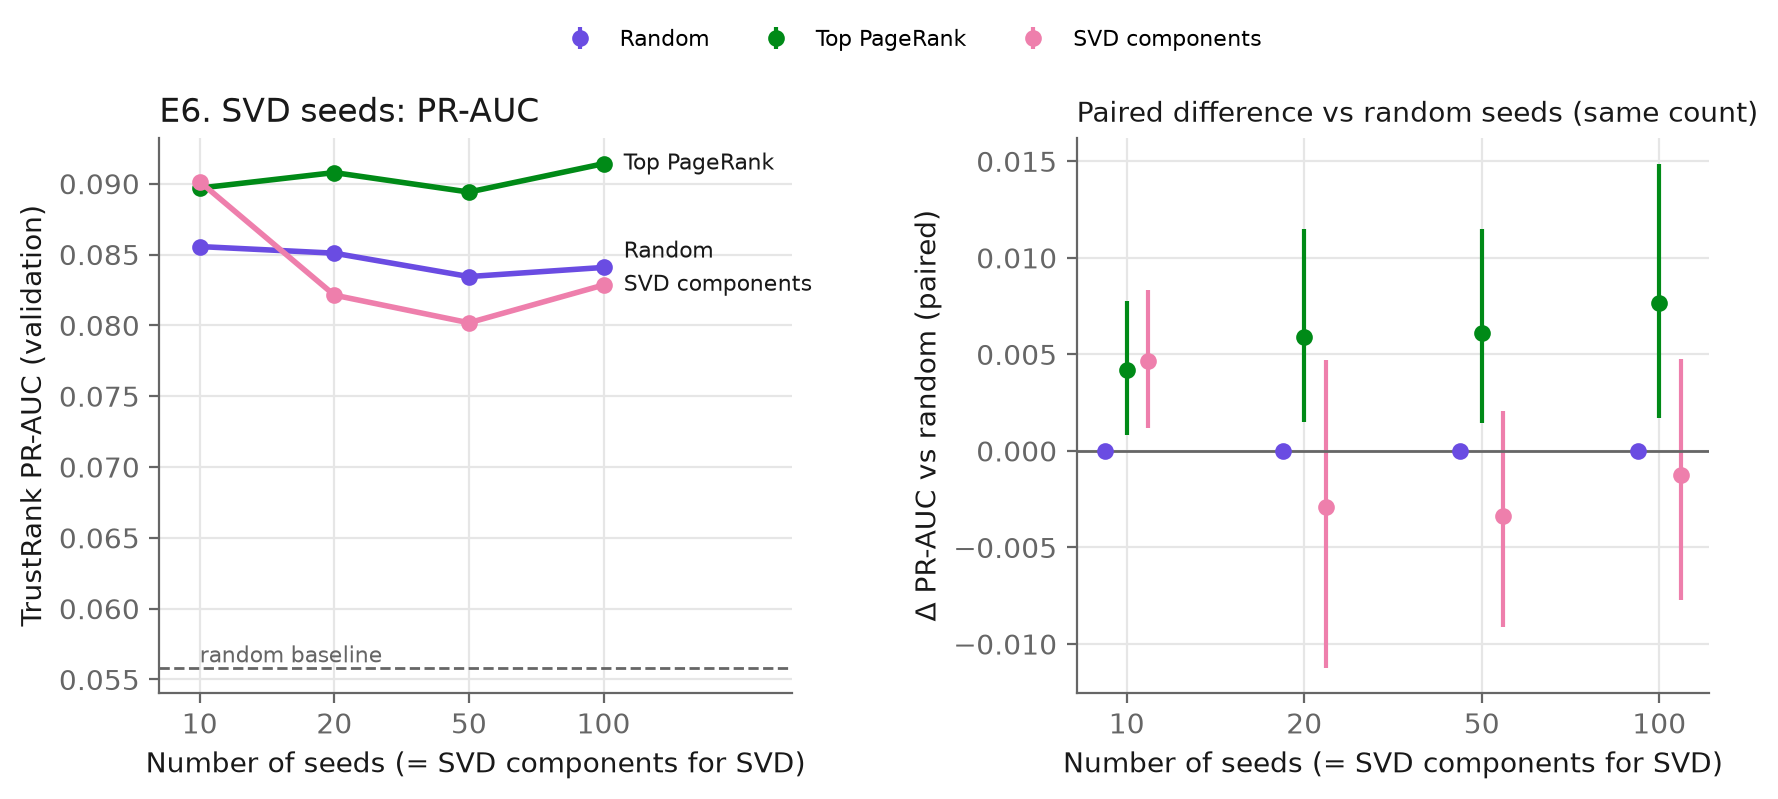 Random
Top PageRank
SVD components
E6. SVD seeds: PR-AUC
TrustRank PR-AUC (validation)
0.090
0.085
0.080
0.075
0.070
0.065
0.060
0.055
Top PageRank
Random
SVD components
random baseline
10
20
50
100
Number of seeds (= SVD components for SVD)
Paired difference vs random seeds (same count)
Δ PR-AUC vs random (paired)
0.015
0.010
0.005
0.000
−0.005
−0.010
10
20
50
100
Number of seeds (= SVD components for SVD)